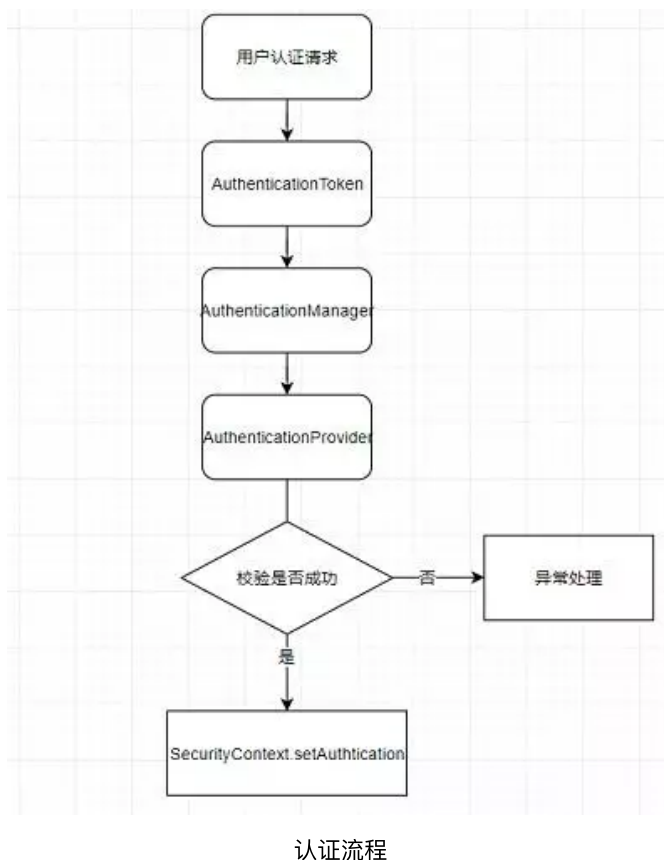 用户认证请求
AuthenticationToken
AuthenticationManager
AuthenticationProvider
校验是否成功
否
异常处理
是
SecurityContext.setAuthtication
认证流程